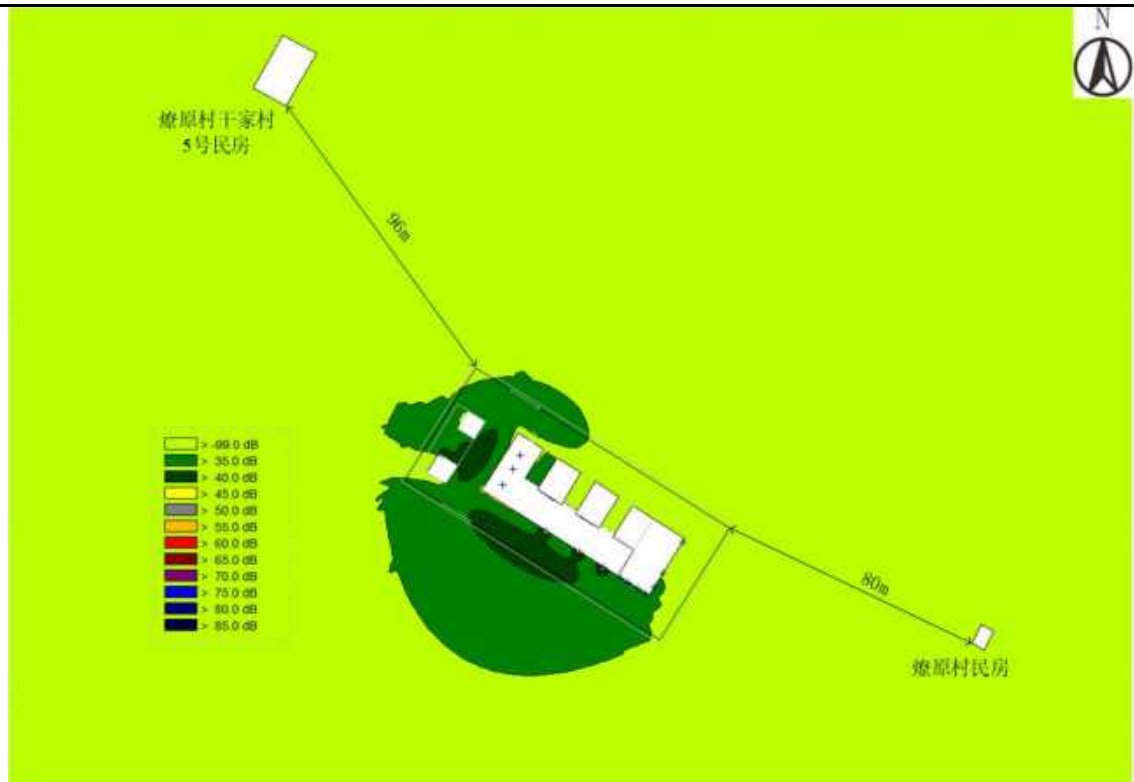 N
燎原村干家村
5号民房
96m
> -99.0 dB
> 35.0 dB
> 40.0 dB
> 45.0 dB
> 50.0 dB
> 55.0 dB
> 60.0 dB
> 65.0 dB
> 70.0 dB
> 75.0 dB
> 80.0 dB
> 85.0 dB
80m
燎原村民房